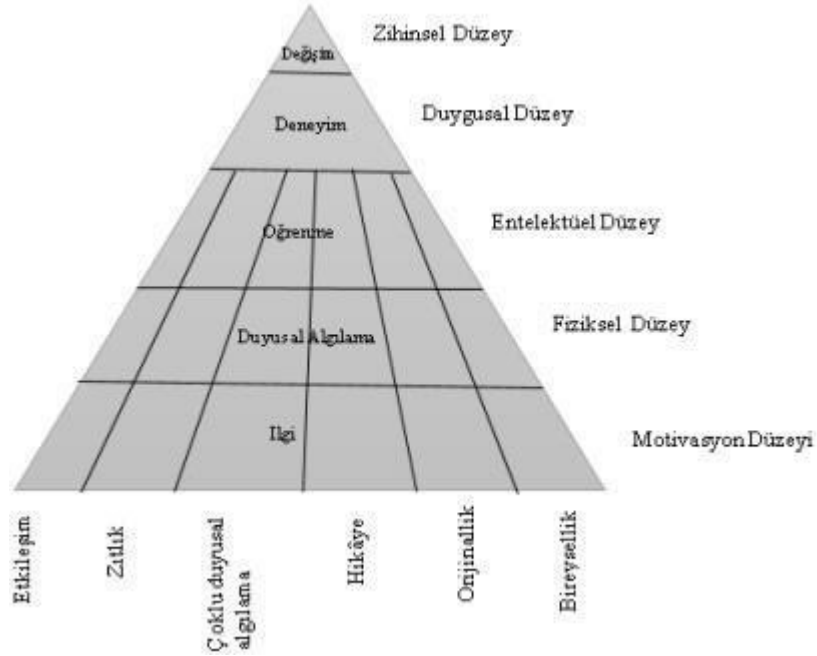 Değişim
Zihinsel Düzey
Deneyim
Duygusal Düzey
Öğrenme
Entelektüel Düzey
Duyusal Algılama
Fiziksel Düzey
Ilgi
Motivasyon Düzeyi
Etkileşim
Zıtlık
Çoklu duyusal
algılama
Hikâye
Orijinallik
Bireysellik